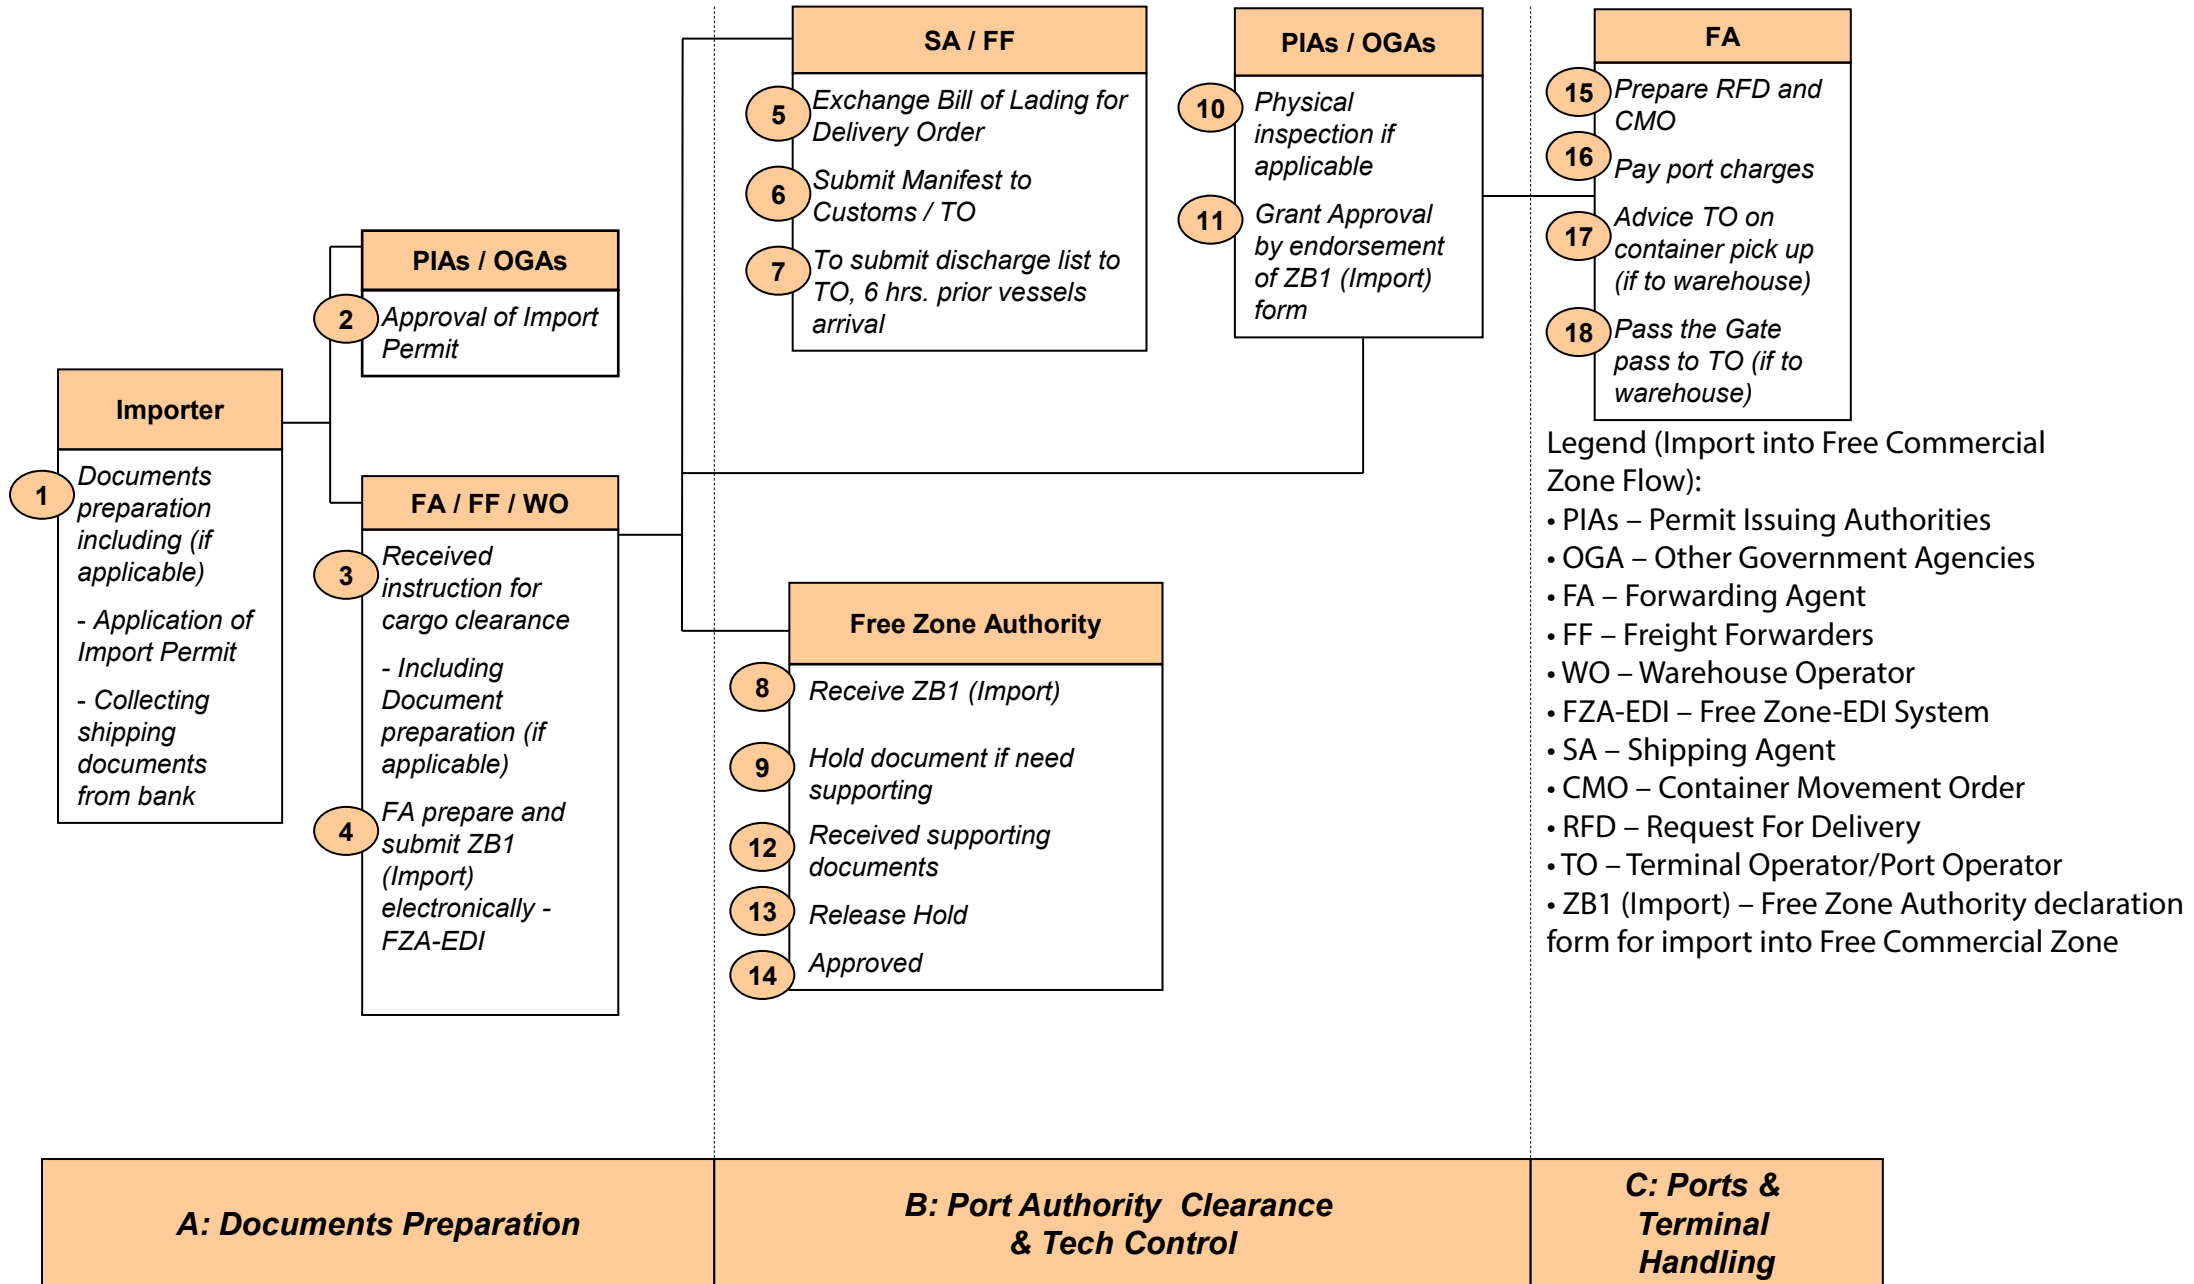 Importer
1
Documents
preparation
including (if
applicable)
- Application of
Import Permit
- Collecting
shipping
documents
from bank
PIAs / OGAs
2
Approval of Import
Permit
FA / FF / WO
3
Received
instruction for
cargo clearance
- Including
Document
preparation (if
applicable)
4
FA prepare and
submit ZB1
(Import)
electronically -
FZA-EDI
SA / FF
5
Exchange Bill of Lading for
Delivery Order
6
Submit Manifest to
Customs / TO
7
To submit discharge list to
TO, 6 hrs. prior vessels
arrival
Free Zone Authority
8
Receive ZB1 (Import)
9
Hold document if need
supporting
12
Received supporting
documents
13
Release Hold
14
Approved
PIAs / OGAs
10
Physical
inspection if
applicable
11
Grant Approval
by endorsement
of ZB1 (Import)
form
FA
15
Prepare RFD and
CMO
16
Pay port charges
17
Advice TO on
container pick up
(if to warehouse)
18
Pass the Gate
pass to TO (if to
warehouse)
Legend (Import into Free Commercial
Zone Flow):
• PIAs – Permit Issuing Authorities
• OGA – Other Government Agencies
• FA – Forwarding Agent
• FF – Freight Forwarders
• WO – Warehouse Operator
• FZA-EDI – Free Zone-EDI System
• SA – Shipping Agent
• CMO – Container Movement Order
• RFD – Request For Delivery
• TO – Terminal Operator/Port Operator
• ZB1 (Import) – Free Zone Authority declaration
form for import into Free Commercial Zone
A: Documents Preparation
B: Port Authority Clearance
& Tech Control
C: Ports &
Terminal
Handling